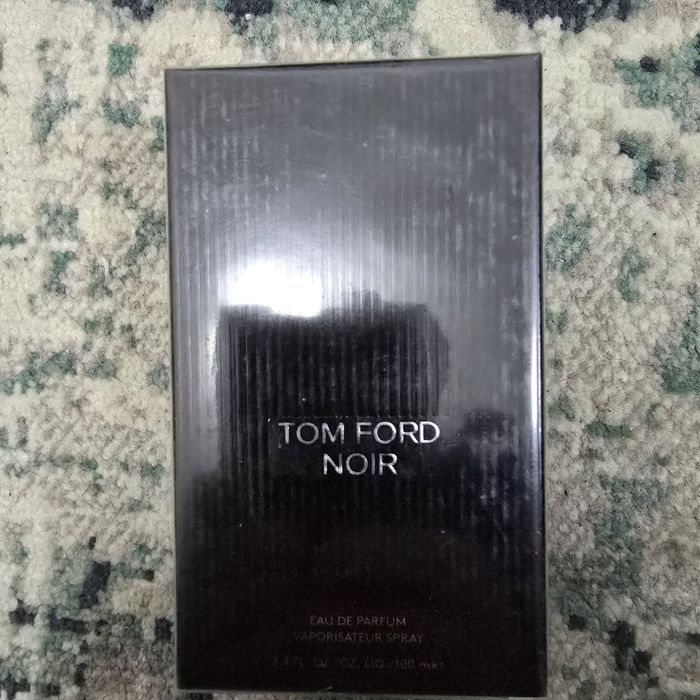 TOM FORD
NOIR
EAU DE PARFUM
VAPORISATEUR SPRAY
3.4 FL. OZ./OZ. LIQ./100 ml e